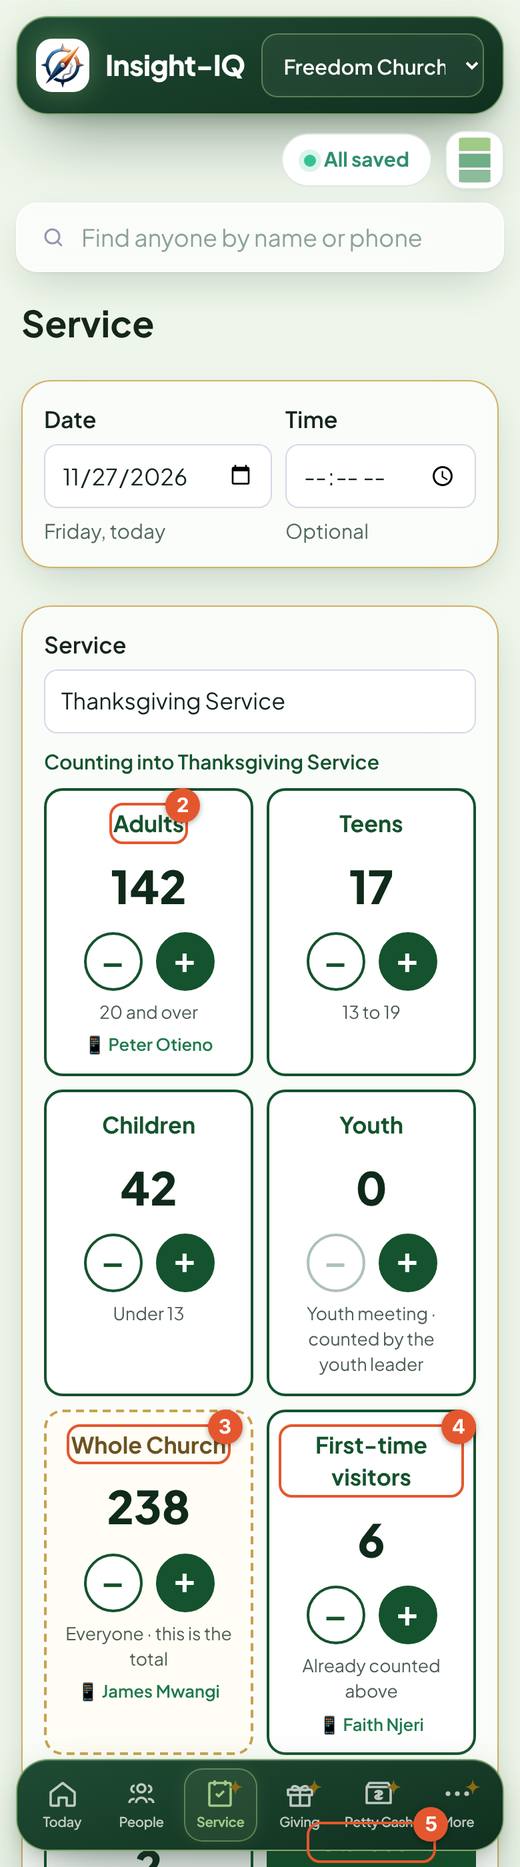 Insight-IQ
Freedom Church
All saved
Find anyone by name or phone
Service
Date
Time
11/27/2026
--:-- --
Friday, today
Optional
Service
Thanksgiving Service
Counting into Thanksgiving Service
2
Adults
Teens
142
17
− +
− +
20 and over
13 to 19
Peter Otieno
Children
Youth
42
0
− +
− +
Under 13
Youth meeting ·
counted by the
youth leader
3
Whole Church
4
First-time
visitors
238
6
− +
− +
Everyone · this is the
total
Already counted
above
James Mwangi
Faith Njeri
Today
People
Service
Giving
Petty Cash
More
5